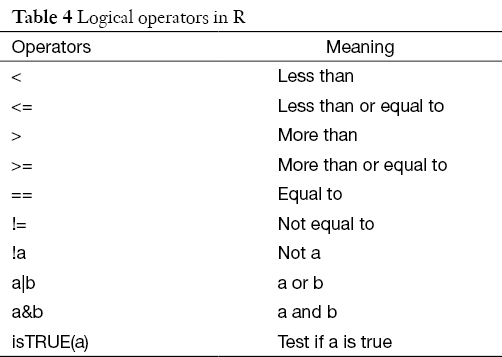 Table 4 Logical operators in R
Operators Meaning
< Less than
<= Less than or equal to
> More than
>= More than or equal to
== Equal to
!= Not equal to
!a Not a
a|b a or b
a&b a and b
isTRUE(a) Test if a is true